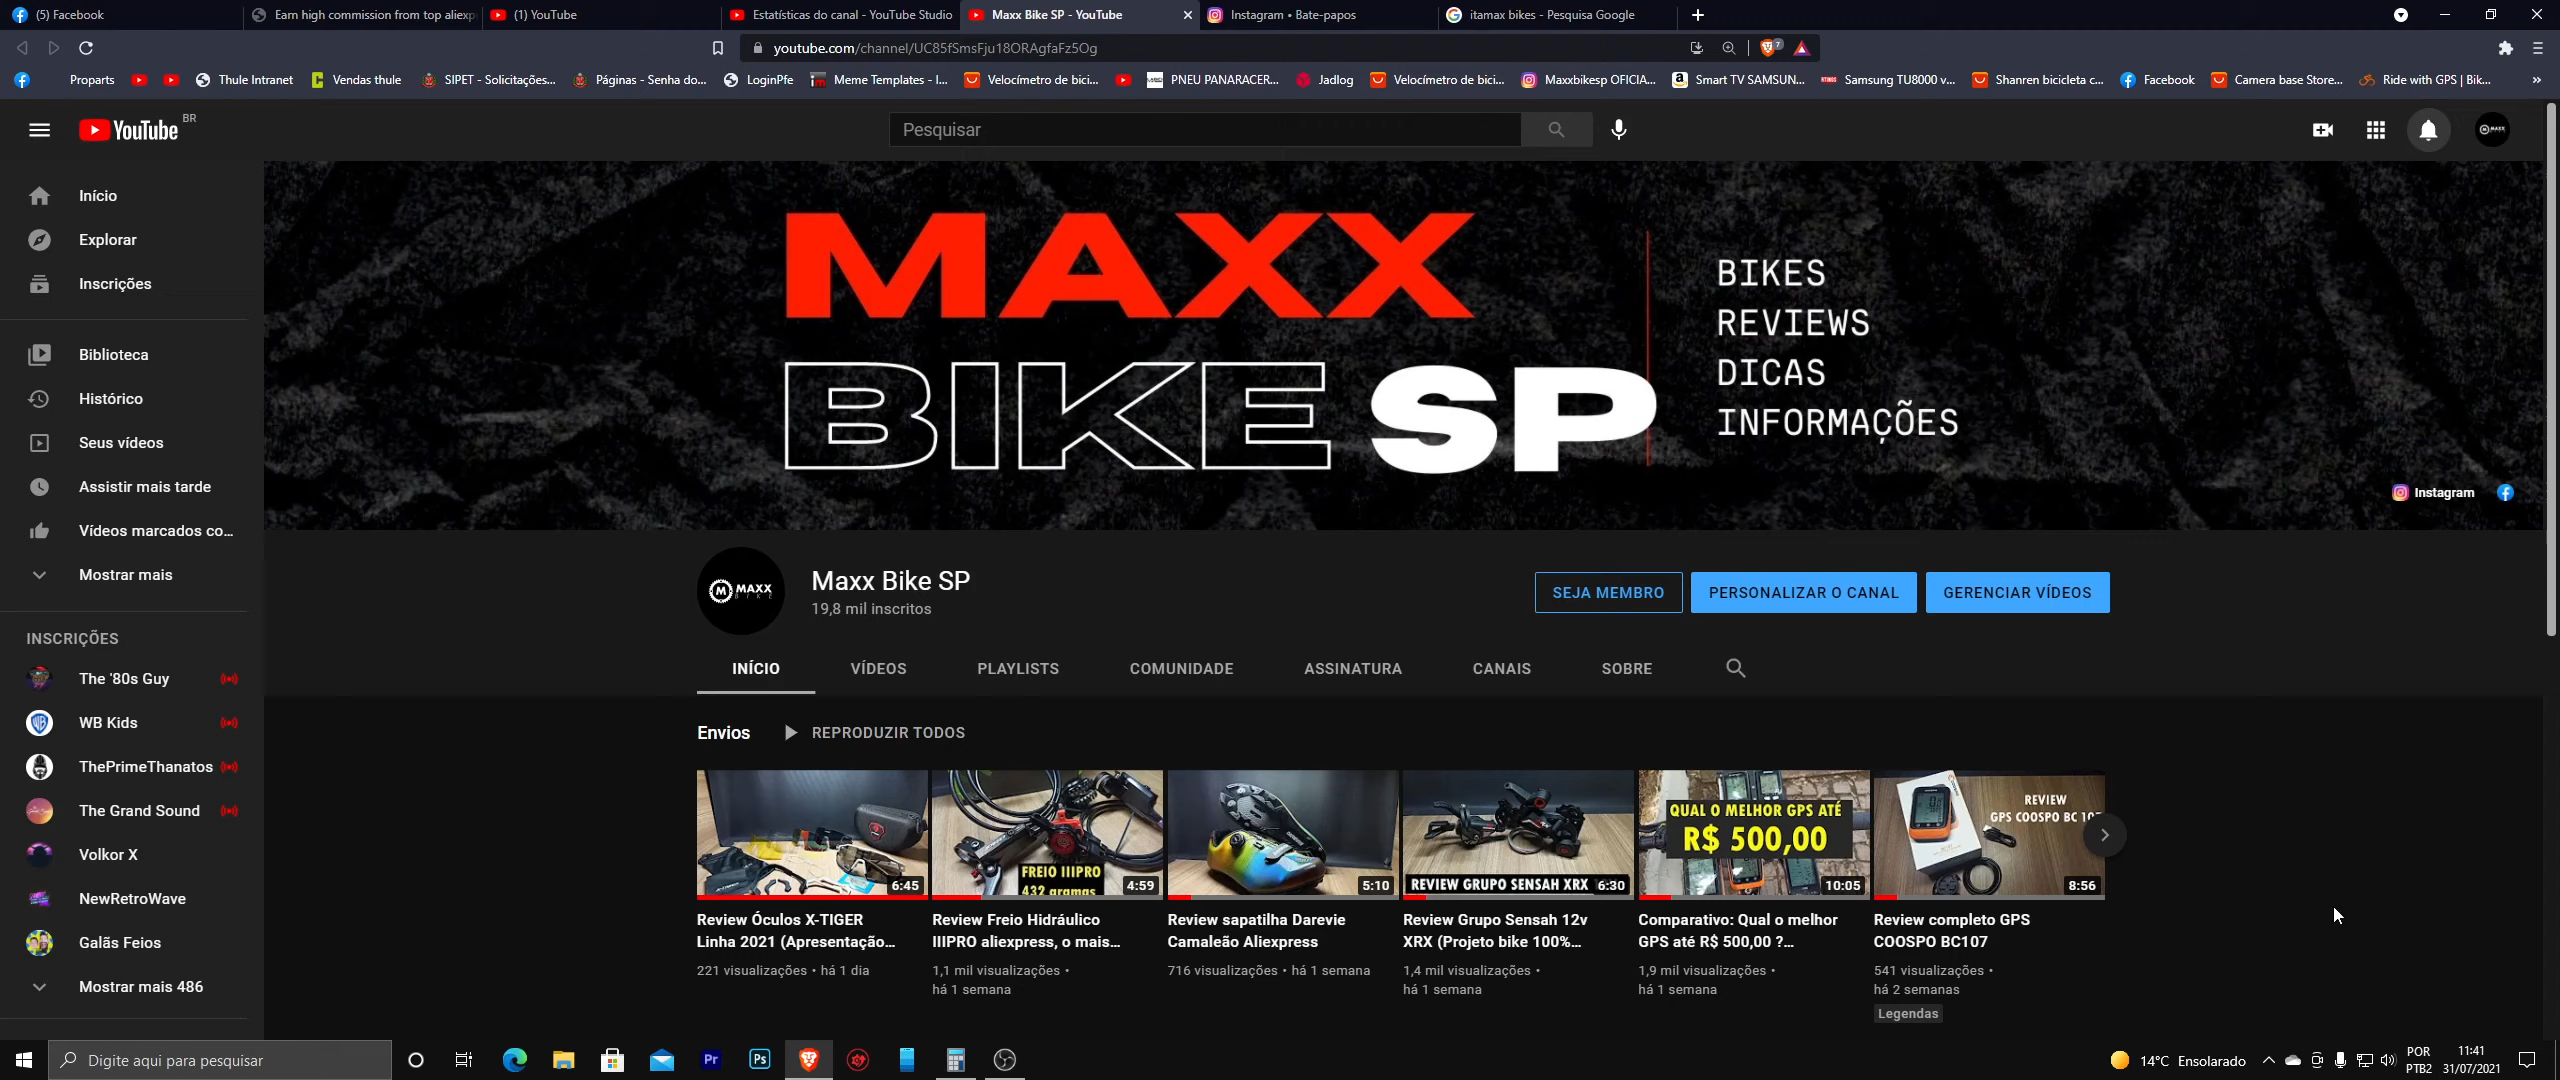 (5) Facebook
Earn high commission from top aliexp
(1) YouTube
Estatísticas do canal - YouTube Studio
Maxx Bike SP - YouTube
Instagram • Bate-papos
itamax bikes - Pesquisa Google
youtube.com/channel/UC85fSmsFju18ORAgfaFz5Og
7
Proparts
Thule Intranet
Vendas thule
SIPET - Solicitações...
Páginas - Senha do...
LoginPfe
Meme Templates - I...
Velocímetro de bici...
PNEU PANARACER...
Jadlog
Velocímetro de bici...
Maxxbikesp OFICIA...
Smart TV SAMSUN...
Samsung TU8000 v...
Shanren bicicleta c...
Facebook
Camera base Store...
Ride with GPS | Bik...
»
YouTube BR
Pesquisar
Início
Explorar
Inscrições
Biblioteca
Histórico
Seus vídeos
Assistir mais tarde
Vídeos marcados co...
Mostrar mais
INSCRIÇÕES
The '80s Guy
WB Kids
ThePrimeThanatos
The Grand Sound
Volkor X
NewRetroWave
Galãs Feios
Mostrar mais 486
MAXX
BIKE SP
BIKES
REVIEWS
DICAS
INFORMAÇÕES
Instagram
MAXX
BIKE
Maxx Bike SP
19,8 mil inscritos
SEJA MEMBRO
PERSONALIZAR O CANAL
GERENCIAR VÍDEOS
INÍCIO
VÍDEOS
PLAYLISTS
COMUNIDADE
ASSINATURA
CANAIS
SOBRE
Envios
REPRODUZIR TODOS
6:45
Review Óculos X-TIGER
Linha 2021 (Apresentação...
221 visualizações • há 1 dia
FREIO IIIPRO
432 gramas
4:59
Review Freio Hidráulico
IIIPRO aliexpress, o mais...
1,1 mil visualizações •
há 1 semana
5:10
Review sapatilha Darevie
Camaleão Aliexpress
716 visualizações • há 1 semana
REVIEW GRUPO SENSAH XRX
6:30
Review Grupo Sensah 12v
XRX (Projeto bike 100%...
1,4 mil visualizações •
há 1 semana
QUAL O MELHOR GPS ATÉ
R$ 500,00
10:05
Comparativo: Qual o melhor
GPS até R$ 500,00 ?...
1,9 mil visualizações •
há 1 semana
REVIEW
GPS COOSPO BC 107
8:56
Review completo GPS
COOSPO BC107
541 visualizações •
há 2 semanas
Legendas
Digite aqui para pesquisar
Pr
Ps
14°C Ensolarado
POR
PTB2
11:41
31/07/2021